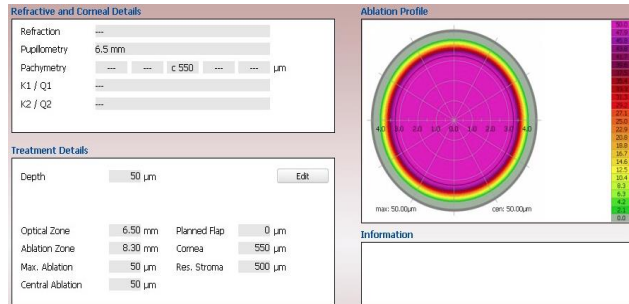 Refractive and Corneal Details
Refraction ---
Pupillometry 6.5 mm
Pachymetry --- --- c 550 --- --- µm
K1 / Q1 ---
K2 / Q2 ---
Treatment Details
Depth 50 µm Edit
Optical Zone 6.50 mm Planned Flap 0 µm
Ablation Zone 8.30 mm Cornea 550 µm
Max. Ablation 50 µm Res. Stroma 500 µm
Central Ablation 50 µm
Ablation Profile
4.0 3.0 2.0 1.0 0.0 1.0 2.0 3.0 4.0
max: 50.00µm cen: 50.00µm
27.1
25.0
22.9
20.8
18.8
16.7
14.6
12.5
10.4
8.3
6.3
4.2
2.1
0.0
Information